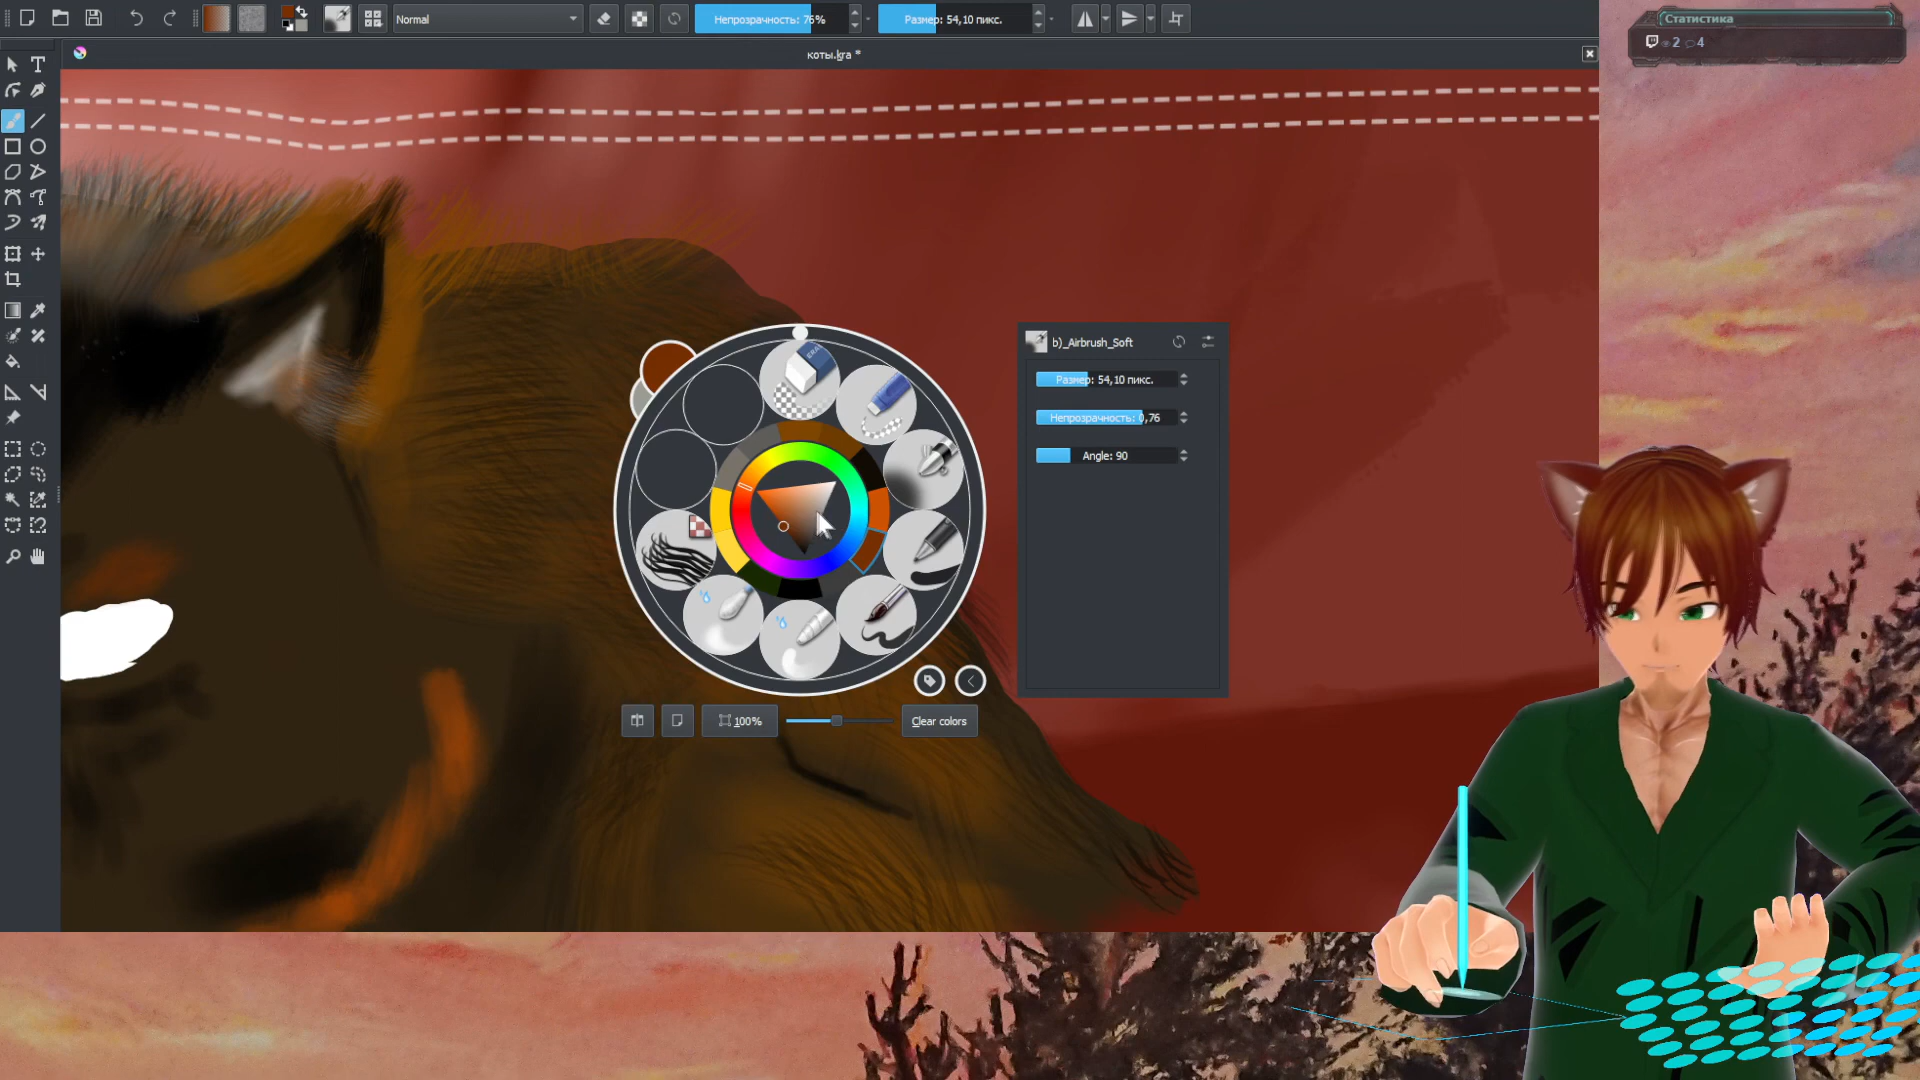 Normal
Непрозрачность: 76%
Размер: 54,10 пикс.
Статистика
2 4
коты.kra *
b)_Airbrush_Soft
Размер: 54,10 пикс.
Непрозрачность: 0,76
Angle: 90
100%
Clear colors